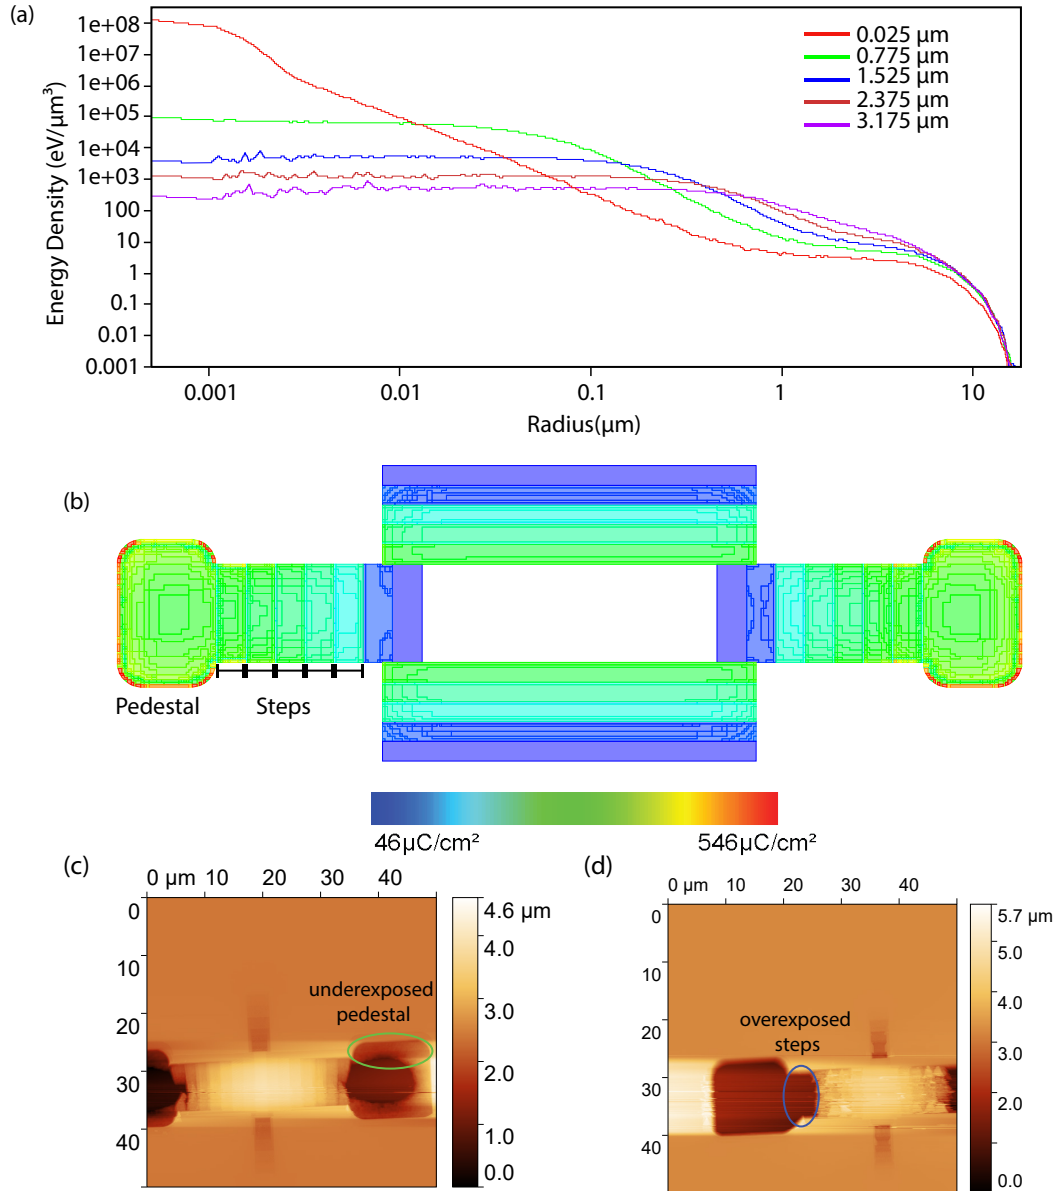 (a)
1e+08
1e+07
1e+06
1e+05
1e+04
1e+03
100
10
1
0.1
0.01
0.001
Energy Density (eV/µm³)
0.025 µm
0.775 µm
1.525 µm
2.375 µm
3.175 µm
0.001 0.01 0.1 1 10
Radius(µm)
(b)
Pedestal Steps
46µC/cm² 546µC/cm²
(c)
0 µm 20 40
0
10
20
30
40
underexposed
pedestal
4.6 µm
4.0
3.0
2.0
1.0
0.0
(d)
0 µm 10 20 40
0
10
20
30
40
overexposed
steps
5.7 µm
5.0
4.0
3.0
2.0
0.0